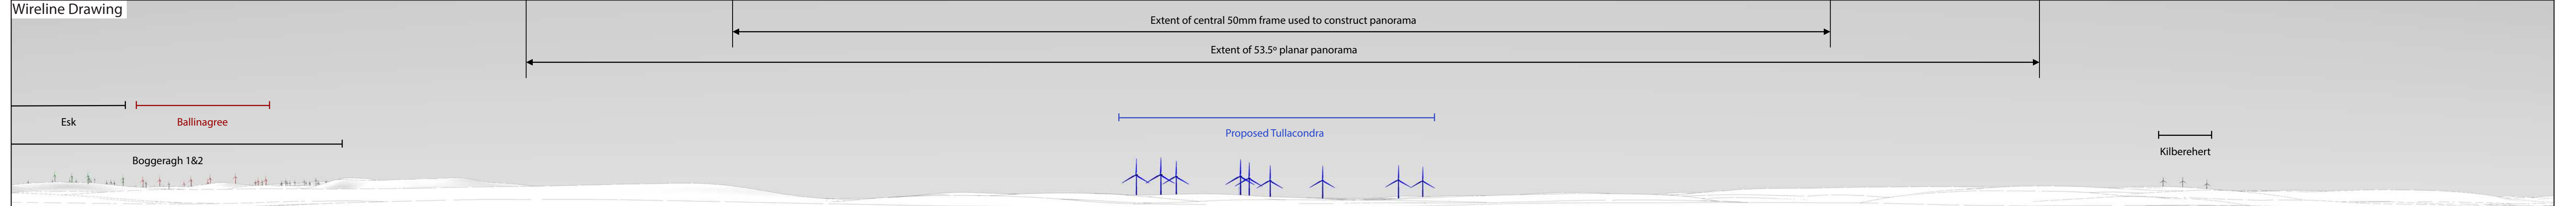 Wireline Drawing
Extent of central 50mm frame used to construct panorama
Extent of 53.5º planar panorama
Esk
Ballinagree
Proposed Tullacondra
Boggeragh 1&2
Kilberehert